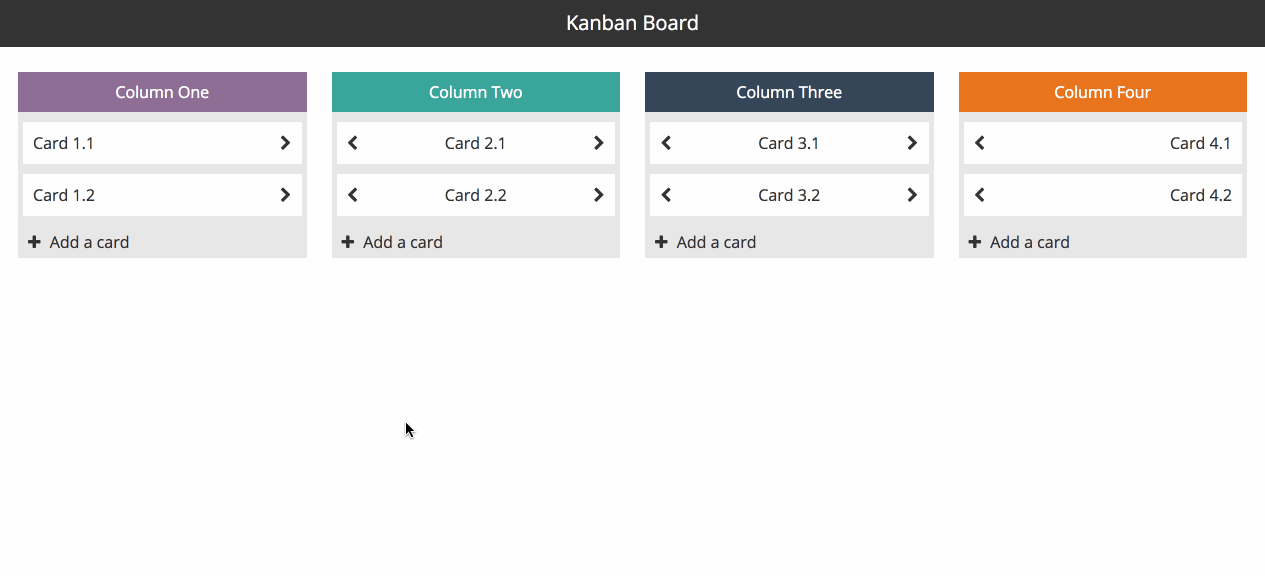 Kanban Board
Column One
Card 1.1
Card 1.2
Add a card
Column Two
Card 2.1
Card 2.2
Add a card
Column Three
Card 3.1
Card 3.2
Add a card
Column Four
Card 4.1
Card 4.2
Add a card